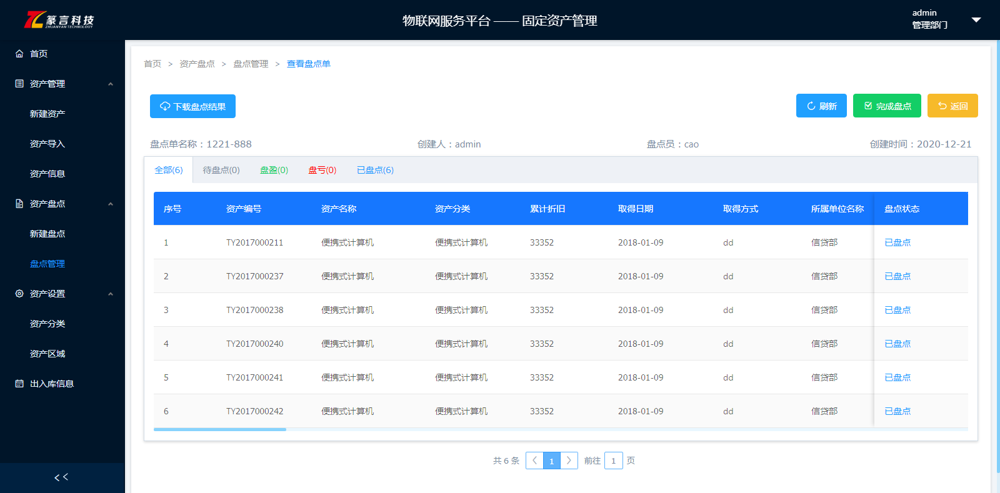 篆言科技
ZHUANYAN TECHNOLOGY
物联网服务平台 —— 固定资产管理
admin
管理部门
首页
资产管理
新建资产
资产导入
资产信息
资产盘点
新建盘点
盘点管理
资产设置
资产分类
资产区域
出入库信息
<<
首页 > 资产盘点 > 盘点管理 > 查看盘点单
下载盘点结果 刷新 完成盘点 返回
盘点单名称：1221-888 创建人：admin 盘点员：cao 创建时间：2020-12-21
全部(6) 待盘点(0) 盘盈(0) 盘亏(0) 已盘点(6)
序号 资产编号 资产名称 资产分类 累计折旧 取得日期 取得方式 所属单位名称 盘点状态
1 TY2017000211 便携式计算机 便携式计算机 33352 2018-01-09 dd 信贷部 已盘点
2 TY2017000237 便携式计算机 便携式计算机 33352 2018-01-09 dd 信贷部 已盘点
3 TY2017000238 便携式计算机 便携式计算机 33352 2018-01-09 dd 信贷部 已盘点
4 TY2017000240 便携式计算机 便携式计算机 33352 2018-01-09 dd 信贷部 已盘点
5 TY2017000241 便携式计算机 便携式计算机 33352 2018-01-09 dd 信贷部 已盘点
6 TY2017000242 便携式计算机 便携式计算机 33352 2018-01-09 dd 信贷部 已盘点
共 6 条 < 1 > 前往 1 页